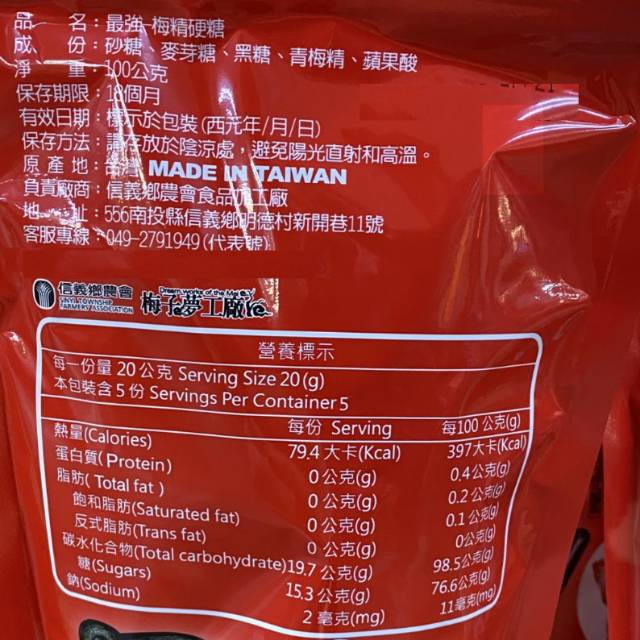 品　名：最強 梅精硬糖
成　份：砂糖、麥芽糖、黑糖、青梅精、蘋果酸
淨　重：100公克
保存期限：18個月
有效日期：標示於包裝(西元年/月/日)
保存方法：請存放於陰涼處，避免陽光直射和高溫。
原產地：台灣 MADE IN TAIWAN
負責廠商：信義鄉農會食品加工廠
地　址：556南投縣信義鄉明德村新開巷11號
客服專線：049-2791949(代表號)
信義鄉農會
SINYI TOWNSHIP
FARMERS' ASSOCIATION
梅子夢工廠
營養標示
每一份量 20 公克 Serving Size 20 (g)
本包裝含 5 份 Servings Per Container 5
每份 Serving 每100 公克(g)
熱量(Calories) 79.4 大卡(Kcal) 397大卡(Kcal)
蛋白質(Protein) 0 公克(g) 0.4公克(g)
脂肪( Total fat ) 0 公克(g) 0.2公克(g)
飽和脂肪(Saturated fat) 0 公克(g) 0.1公克(g)
反式脂肪(Trans fat) 0 公克(g) 0公克(g)
碳水化合物(Total carbohydrate) 19.7 公克(g) 98.5公克(g)
糖(Sugars) 15.3 公克(g) 76.6公克(g)
鈉(Sodium) 2 毫克(mg) 11毫克(mg)